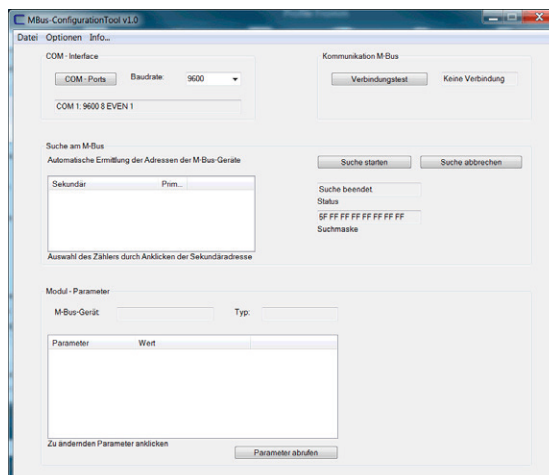 MBus-ConfigurationTool v1.0
Datei Optionen Info...
COM - Interface
COM - Ports
Baudrate:
9600
COM 1: 9600 8 EVEN 1
Kommunikation M-Bus
Verbindungstest
Keine Verbindung
Suche am M-Bus
Automatische Ermittlung der Adressen der M-Bus-Geräte
Suche starten
Suche abbrechen
Sekundär Prim...
Suche beendet
Status
6F FF FF FF FF FF FF FF
Suchmaske
Auswahl des Zählers durch Anklicken der Sekundäradresse
Modul - Parameter
M-Bus-Gerät:
Typ:
Parameter Wert
Zu ändernden Parameter anklicken
Parameter abrufen